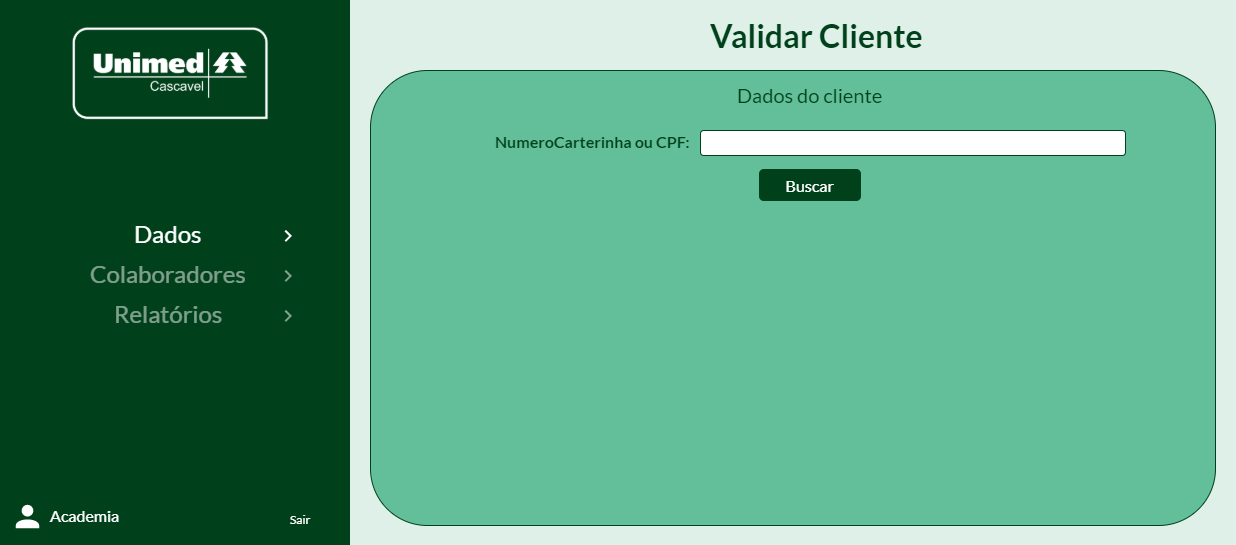 Unimed
Cascavel
Dados
Colaboradores
Relatórios
Academia
Sair
Validar Cliente
Dados do cliente
NumeroCarterinha ou CPF:
Buscar